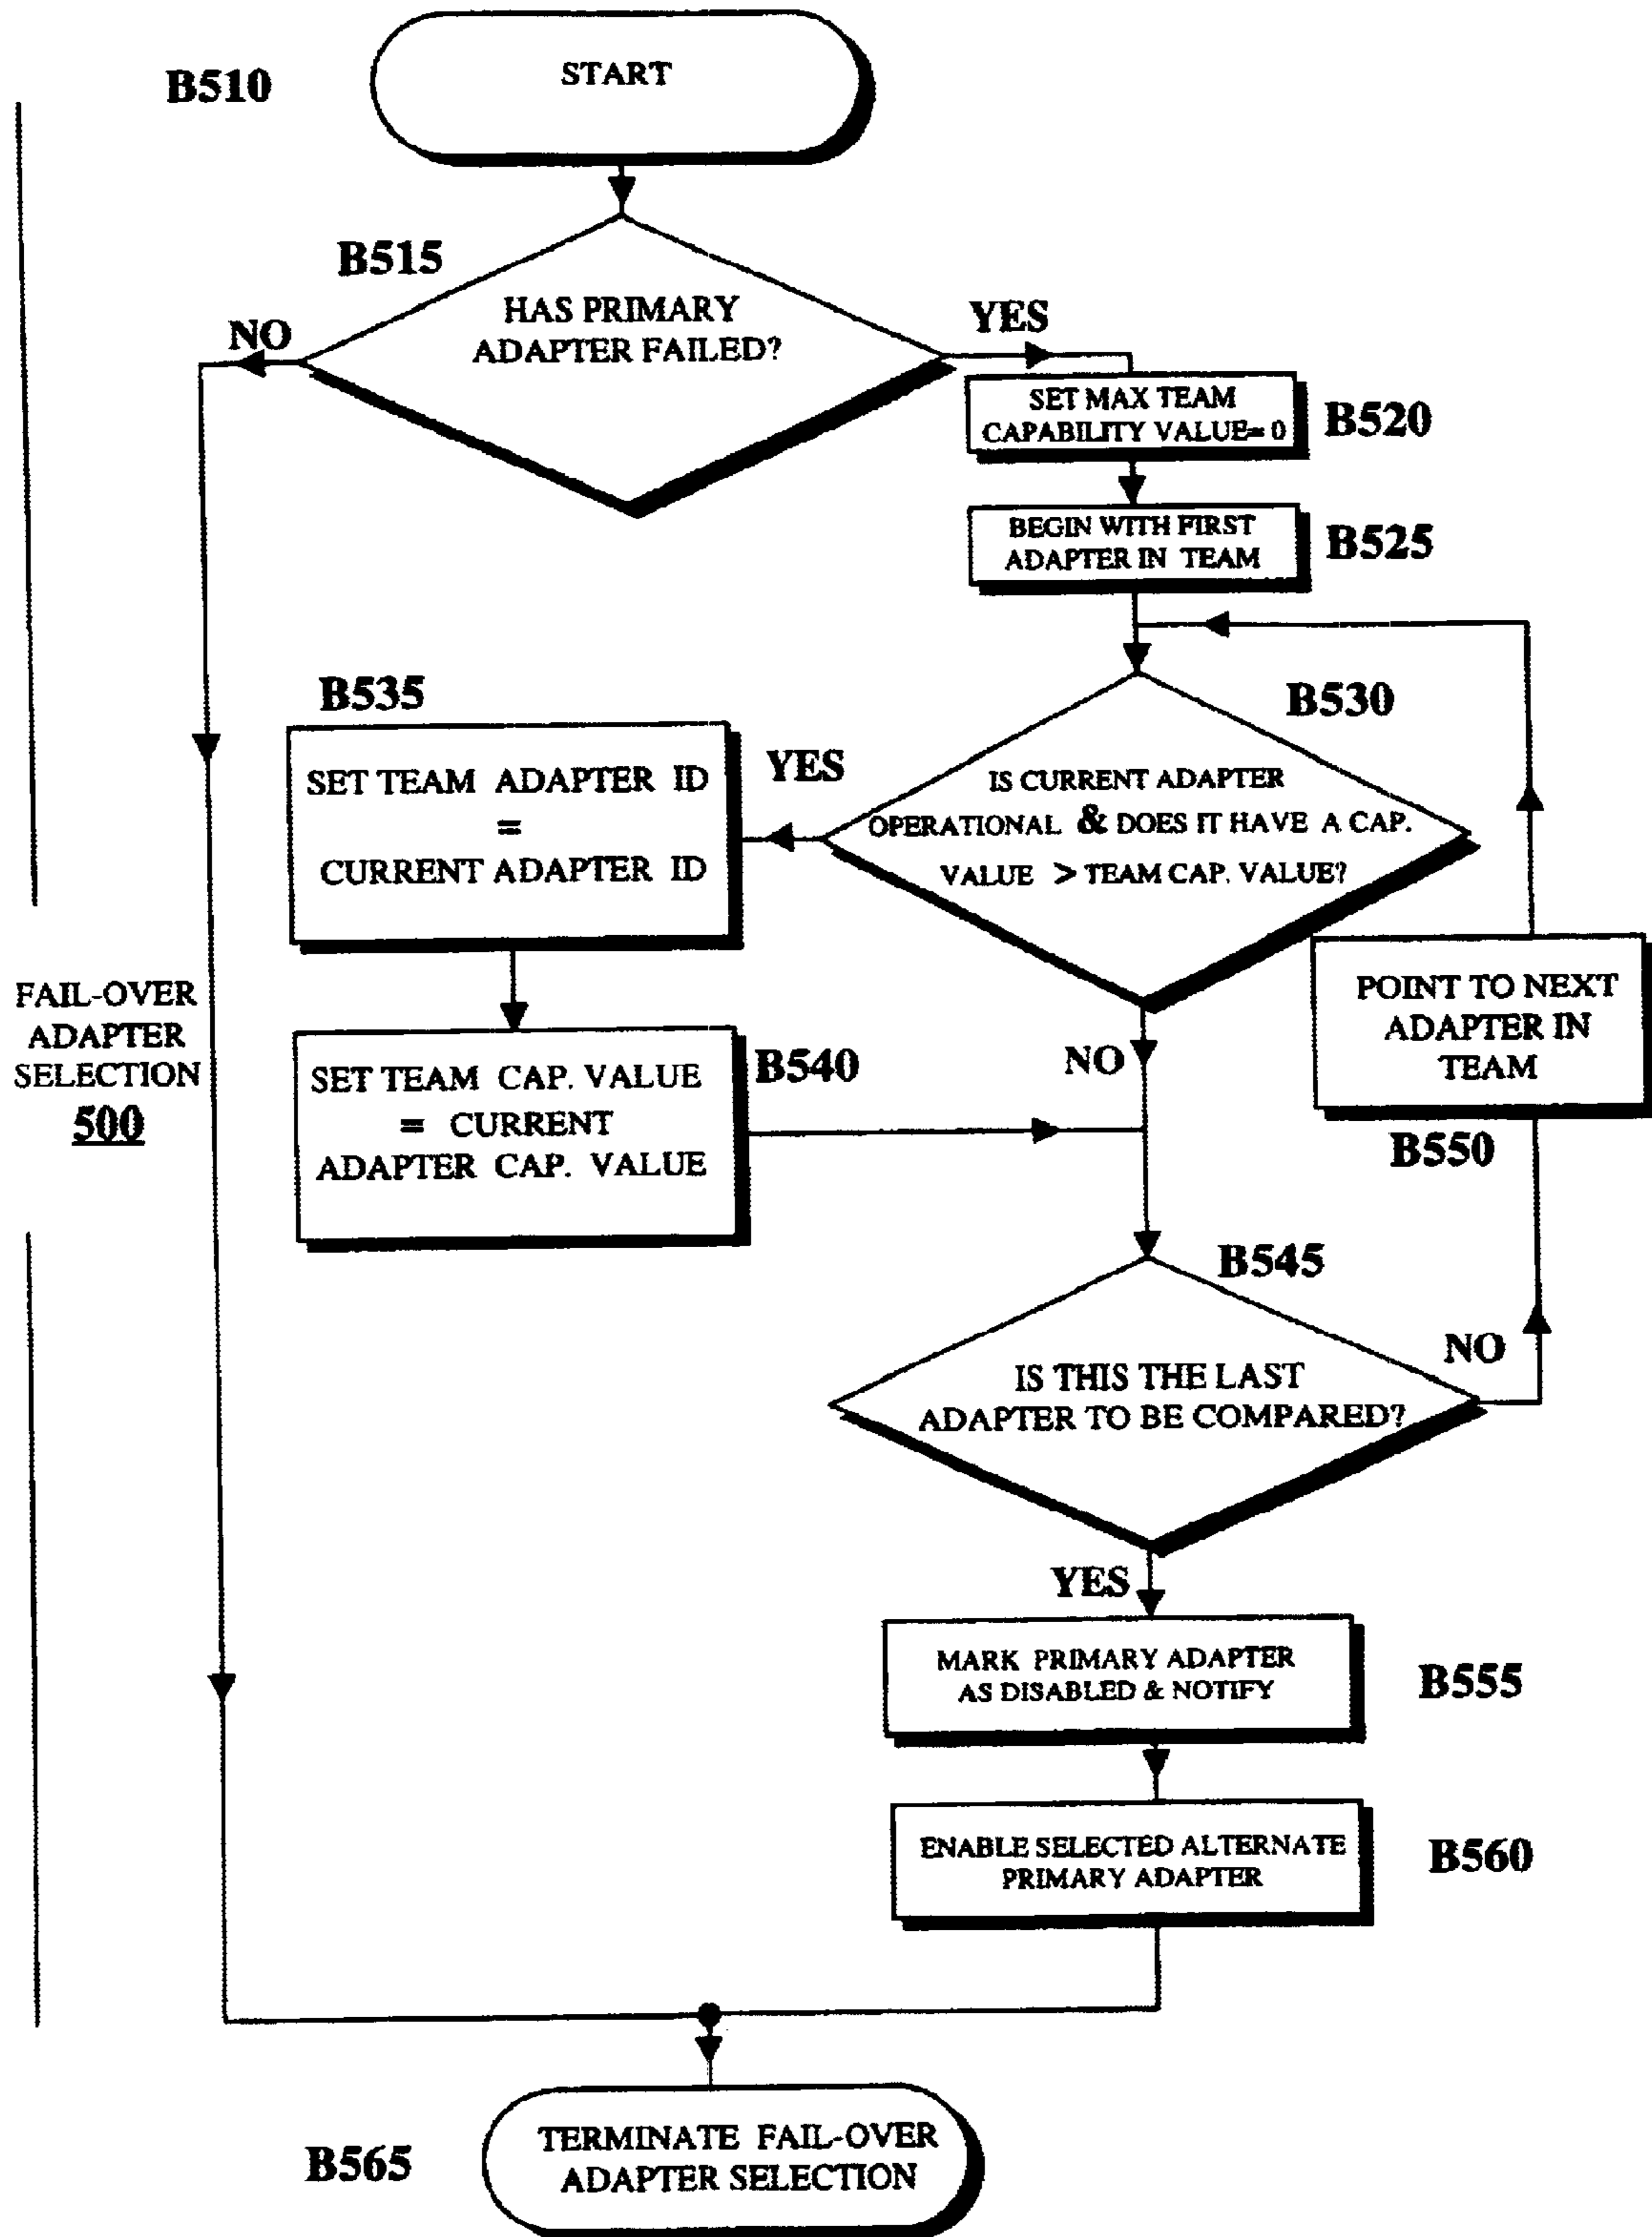 B510
START
B515
HAS PRIMARY
ADAPTER FAILED?
NO
YES
SET MAX TEAM
CAPABILITY VALUE= 0
B520
BEGIN WITH FIRST
ADAPTER IN TEAM
B525
B530
IS CURRENT ADAPTER
OPERATIONAL & DOES IT HAVE A CAP.
VALUE > TEAM CAP. VALUE?
YES
B535
SET TEAM ADAPTER ID
=
CURRENT ADAPTER ID
SET TEAM CAP. VALUE
= CURRENT
ADAPTER CAP. VALUE
B540
NO
POINT TO NEXT
ADAPTER IN
TEAM
B550
FAIL-OVER
ADAPTER
SELECTION
500
B545
IS THIS THE LAST
ADAPTER TO BE COMPARED?
NO
YES
MARK PRIMARY ADAPTER
AS DISABLED & NOTIFY
B555
ENABLE SELECTED ALTERNATE
PRIMARY ADAPTER
B560
B565
TERMINATE FAIL-OVER
ADAPTER SELECTION